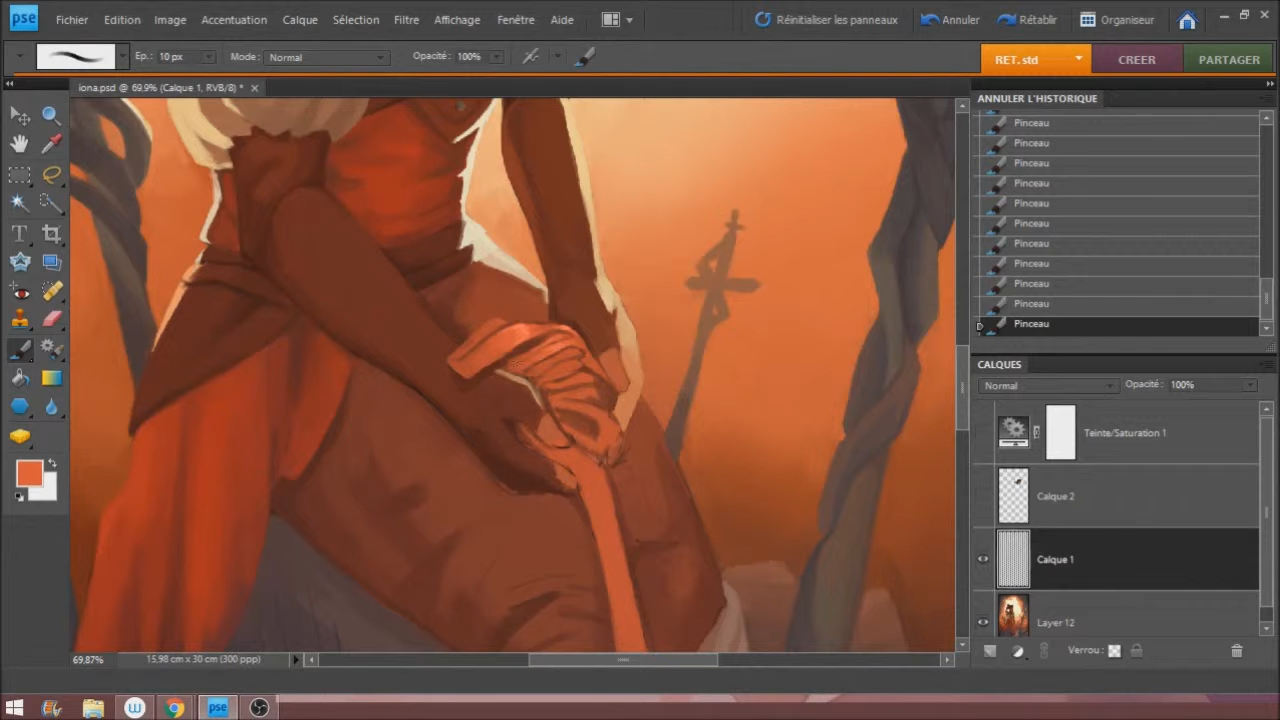 pse Fichier Edition Image Accentuation Calque Sélection Filtre Affichage Fenêtre Aide Réinitialiser les panneaux Annuler Rétablir Organiseur
Ep.: 10 px Mode: Normal Opacité: 100% RET. std CREER PARTAGER
iona.psd @ 69.9% (Calque 1, RVB/8) *
ANNULER L'HISTORIQUE
Pinceau
Pinceau
Pinceau
Pinceau
Pinceau
Pinceau
Pinceau
Pinceau
Pinceau
Pinceau
Pinceau
CALQUES
Normal Opacité: 100%
Teinte/Saturation 1
Calque 2
Calque 1
Layer 12
Verrou :
69,87% 15,98 cm x 30 cm (300 ppp)
pse